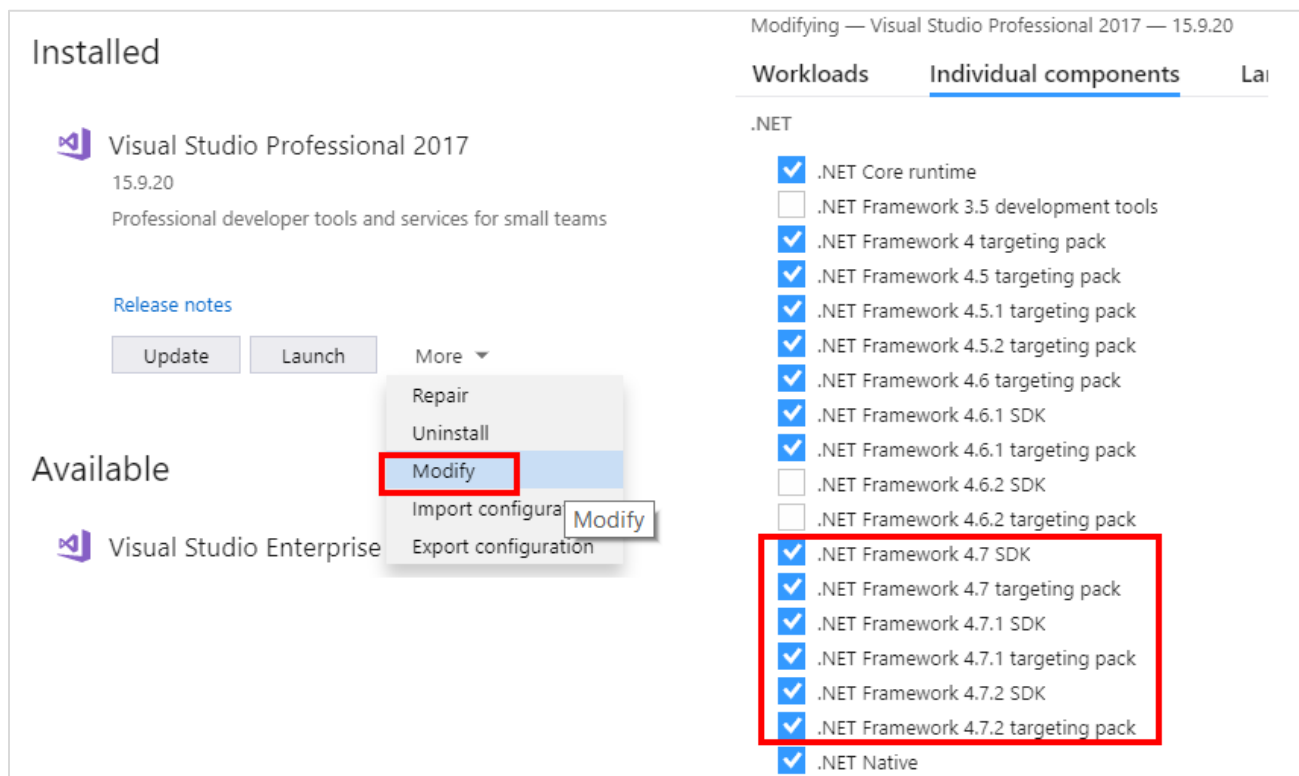 Installed
Visual Studio Professional 2017
15.9.20
Professional developer tools and services for small teams
Release notes
Update
Launch
More
Repair
Uninstall
Modify
Import configura
Modify
Export configuration
Available
Visual Studio Enterprise
Modifying — Visual Studio Professional 2017 — 15.9.20
Workloads Individual components Lai
.NET
.NET Core runtime
.NET Framework 3.5 development tools
.NET Framework 4 targeting pack
.NET Framework 4.5 targeting pack
.NET Framework 4.5.1 targeting pack
.NET Framework 4.5.2 targeting pack
.NET Framework 4.6 targeting pack
.NET Framework 4.6.1 SDK
.NET Framework 4.6.1 targeting pack
.NET Framework 4.6.2 SDK
.NET Framework 4.6.2 targeting pack
.NET Framework 4.7 SDK
.NET Framework 4.7 targeting pack
.NET Framework 4.7.1 SDK
.NET Framework 4.7.1 targeting pack
.NET Framework 4.7.2 SDK
.NET Framework 4.7.2 targeting pack
.NET Native